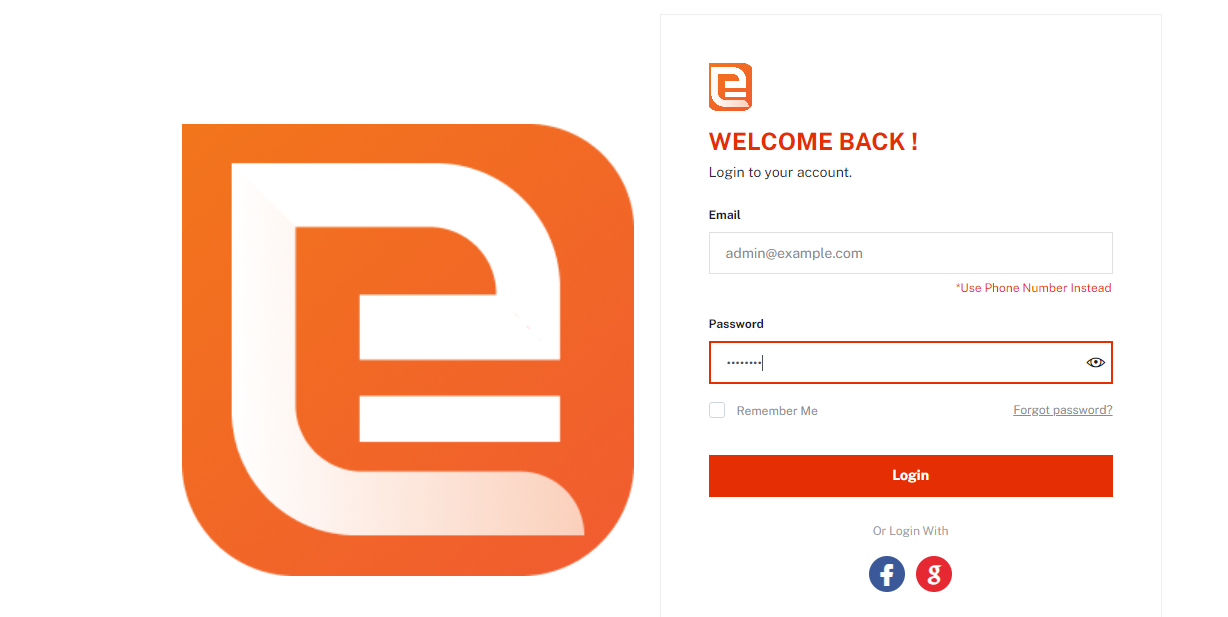 WELCOME BACK !
Login to your account.
Email
admin@example.com
*Use Phone Number Instead
Password
••••••••
Remember Me
Forgot password?
Login
Or Login With